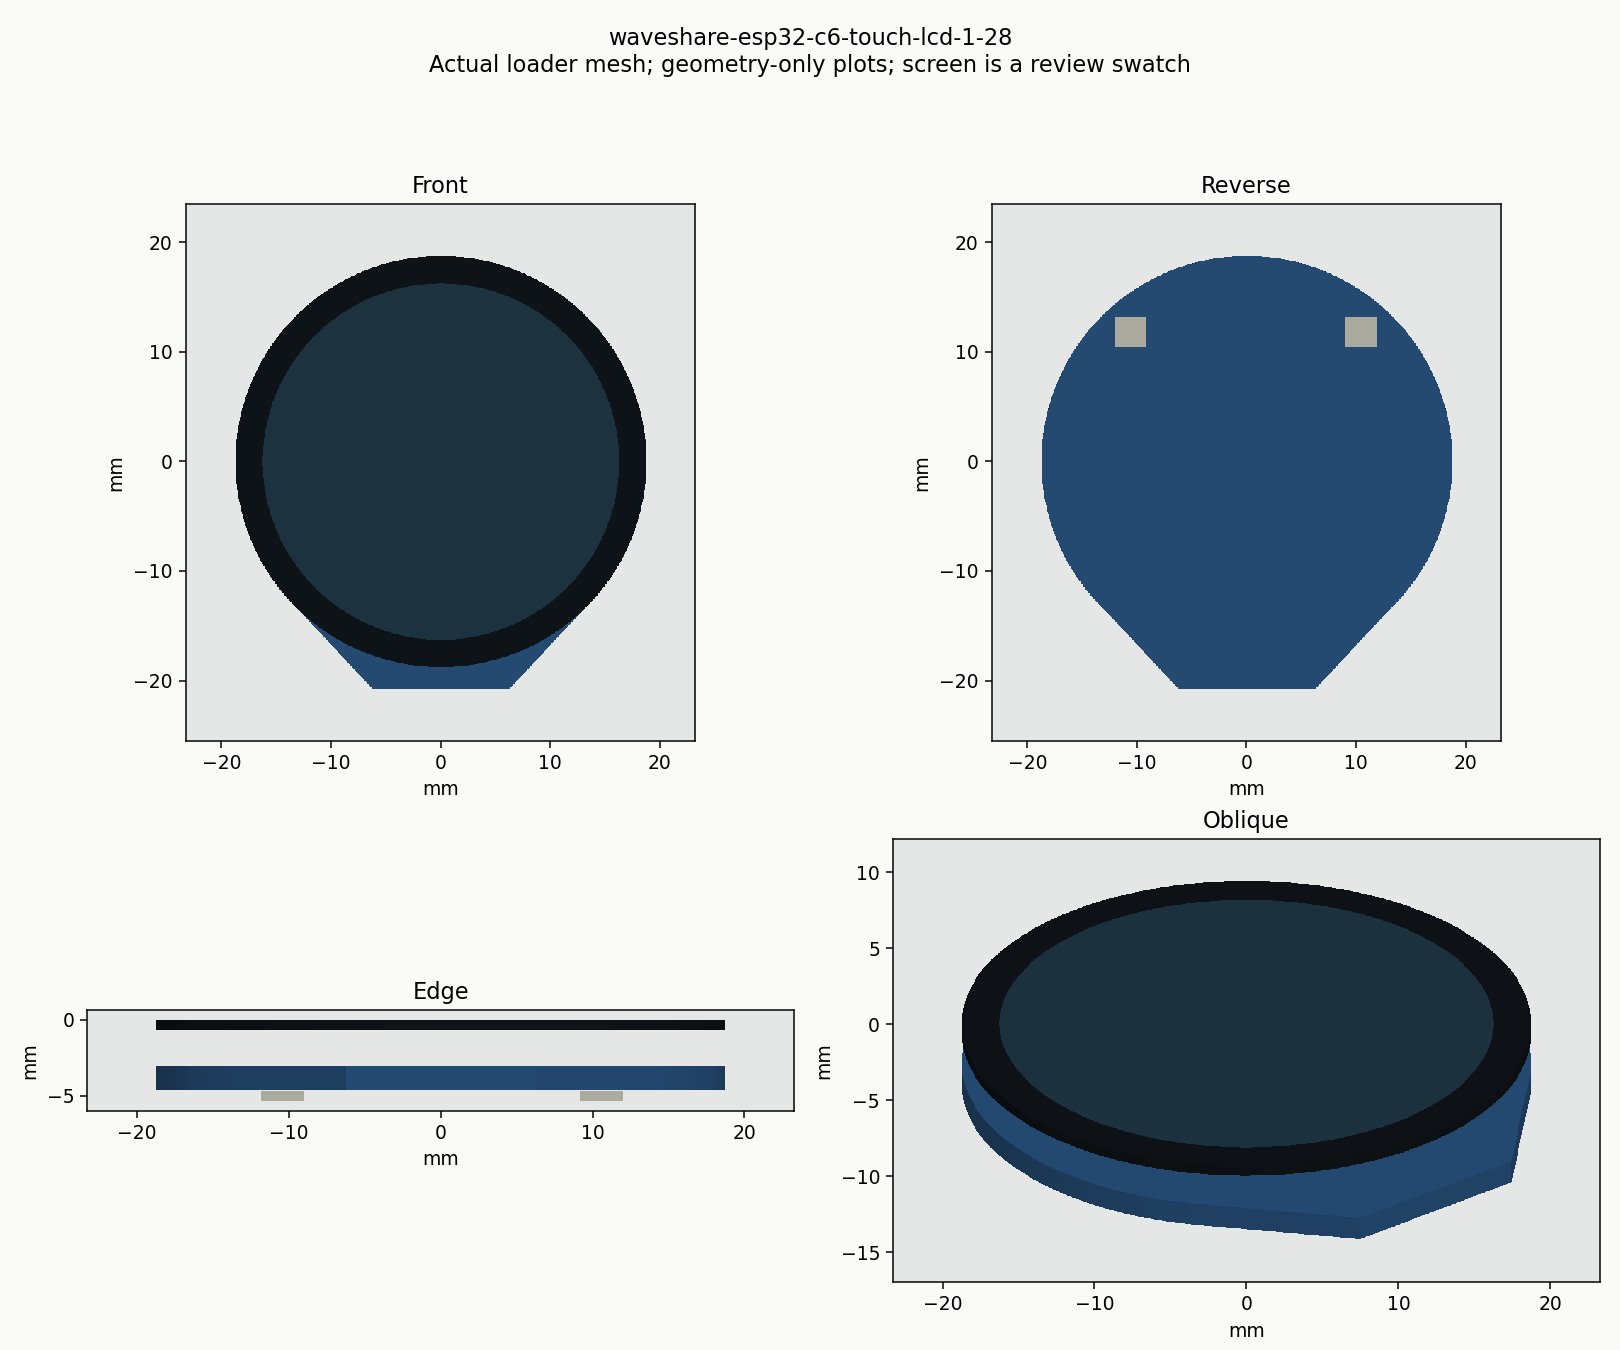 waveshare-esp32-c6-touch-lcd-1-28
Actual loader mesh; geometry-only plots; screen is a review swatch
Front
20
10
0
−10
−20
mm
−20 −10 0 10 20
mm
Reverse
20
10
0
−10
−20
mm
−20 −10 0 10 20
mm
Edge
0
−5
mm
−20 −10 0 10 20
mm
Oblique
10
5
0
−5
−10
−15
mm
−20 −10 0 10 20
mm